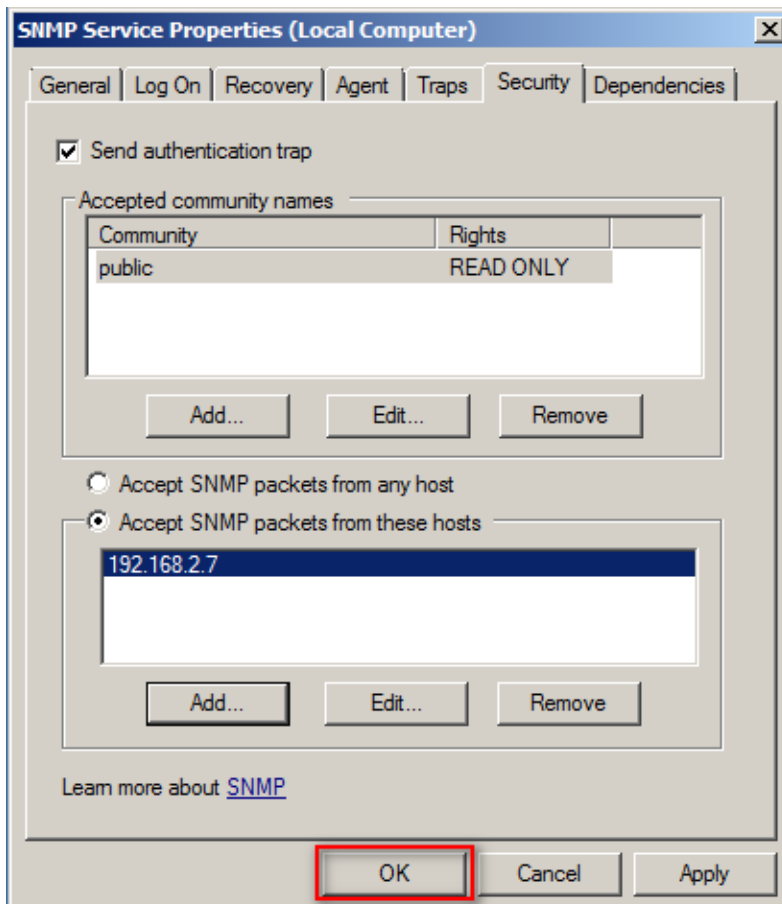 SNMP Service Properties (Local Computer)
General Log On Recovery Agent Traps Security Dependencies
Send authentication trap
Accepted community names
Community Rights
public READ ONLY
Add... Edit... Remove
Accept SNMP packets from any host
Accept SNMP packets from these hosts
192.168.2.7
Add... Edit... Remove
Learn more about SNMP
OK Cancel Apply